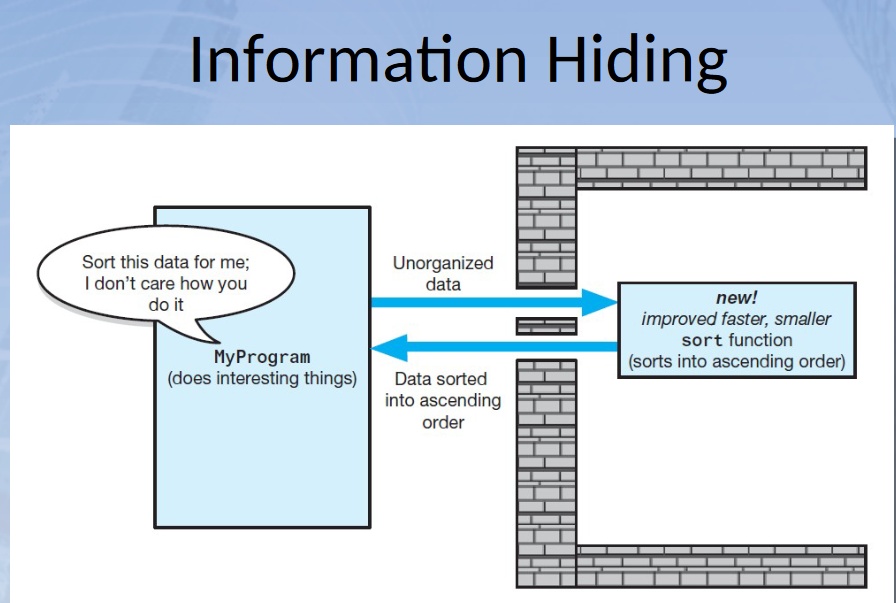 Information Hiding
Sort this data for me;
I don't care how you
do it
MyProgram
(does interesting things)
Unorganized
data
Data sorted
into ascending
order
new!
improved faster, smaller
sort function
(sorts into ascending order)